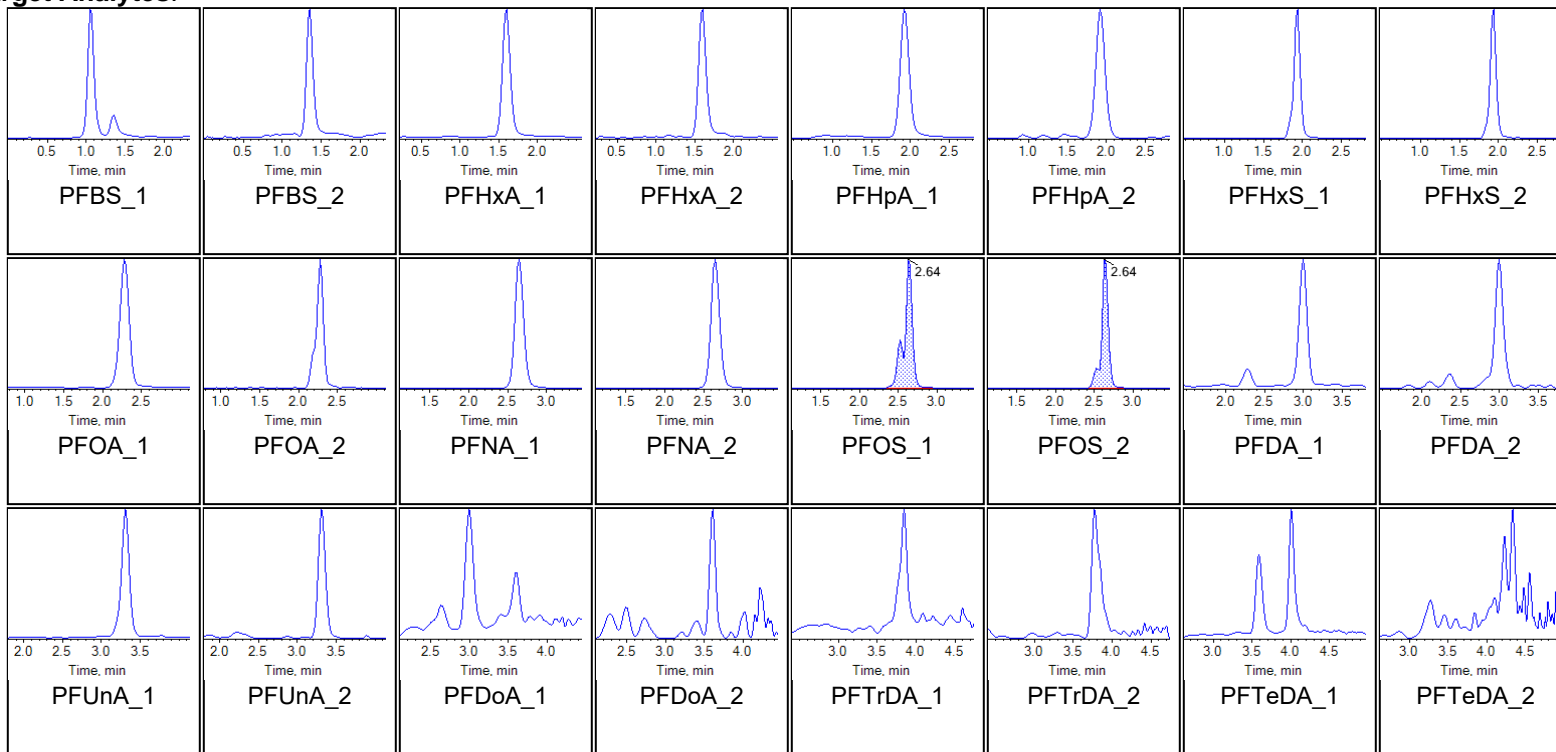 rget Analytes:
0.5 1.0 1.5 2.0 0.5 1.0 1.5 2.0 0.5 1.0 1.5 2.0 0.5 1.0 1.5 2.0 1.0 1.5 2.0 2.5 1.0 1.5 2.0 2.5 1.0 1.5 2.0 2.5 1.0 1.5 2.0 2.5
Time, min Time, min Time, min Time, min Time, min Time, min Time, min Time, min
PFBS_1 PFBS_2 PFHxA_1 PFHxA_2 PFHpA_1 PFHpA_2 PFHxS_1 PFHxS_2
2.64 2.64
1.0 1.5 2.0 2.5 1.0 1.5 2.0 2.5 1.5 2.0 2.5 3.0 1.5 2.0 2.5 3.0 1.5 2.0 2.5 3.0 1.5 2.0 2.5 3.0 2.0 2.5 3.0 3.5 2.0 2.5 3.0 3.5
Time, min Time, min Time, min Time, min Time, min Time, min Time, min Time, min
PFOA_1 PFOA_2 PFNA_1 PFNA_2 PFOS_1 PFOS_2 PFDA_1 PFDA_2
2.0 2.5 3.0 3.5 2.0 2.5 3.0 3.5 2.5 3.0 3.5 4.0 2.5 3.0 3.5 4.0 3.0 3.5 4.0 4.5 3.0 3.5 4.0 4.5 3.0 3.5 4.0 4.5 3.0 3.5 4.0 4.5
Time, min Time, min Time, min Time, min Time, min Time, min Time, min Time, min
PFUnA_1 PFUnA_2 PFDoA_1 PFDoA_2 PFTrDA_1 PFTrDA_2 PFTeDA_1 PFTeDA_2